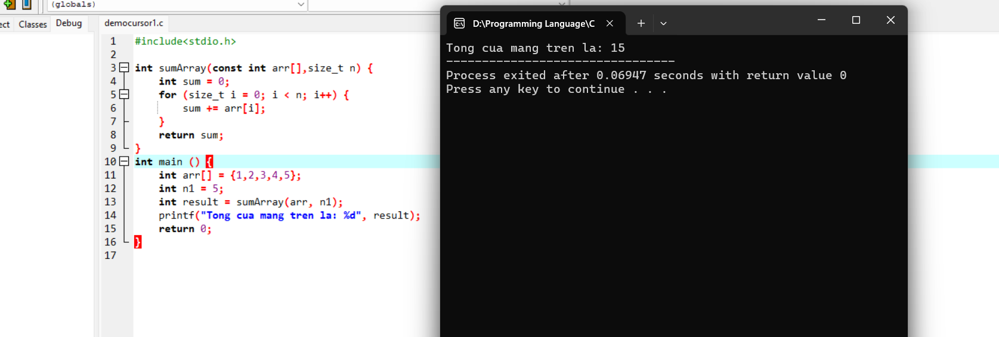 (globals)
ect Classes Debug
democursor1.c
1 #include<stdio.h>
2
3 int sumArray(const int arr[],size_t n) {
4     int sum = 0;
5     for (size_t i = 0; i < n; i++) {
6         sum += arr[i];
7     }
8     return sum;
9 }
10 int main () {
11     int arr[] = {1,2,3,4,5};
12     int n1 = 5;
13     int result = sumArray(arr, n1);
14     printf("Tong cua mang tren la: %d", result);
15     return 0;
16 }
17
D:\Programming Language\C
Tong cua mang tren la: 15
--------------------------------
Process exited after 0.06947 seconds with return value 0
Press any key to continue . . .